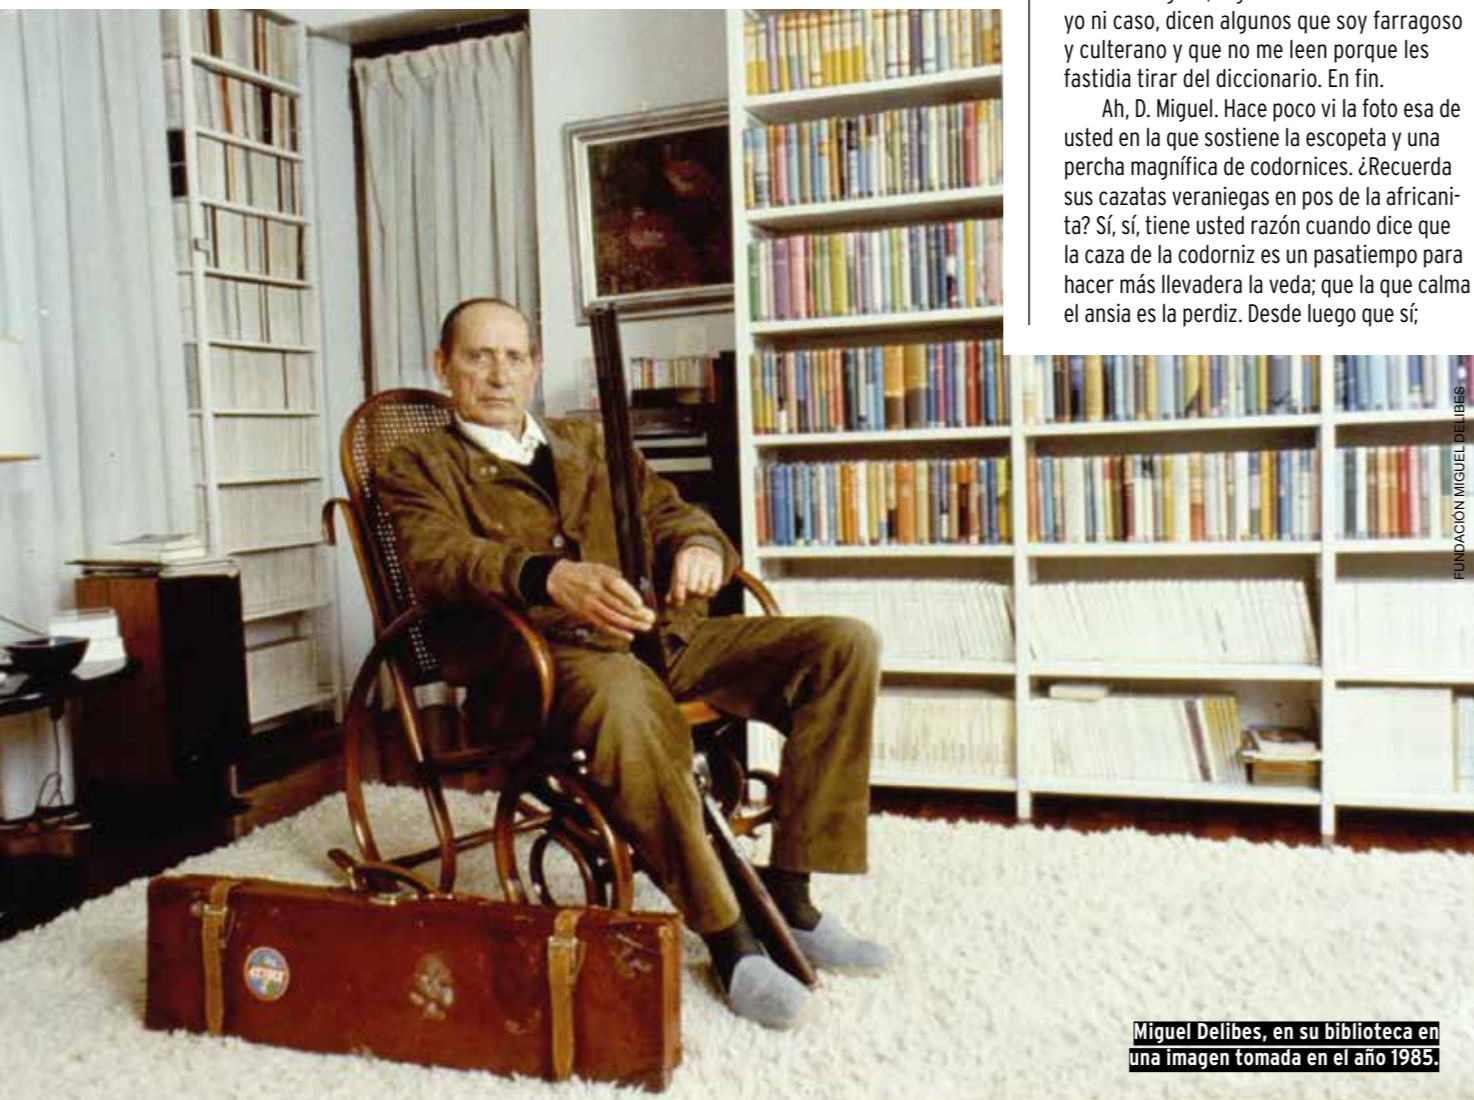 yo ni caso, dicen algunos que soy farragoso
y culterano y que no me leen porque les
fastidia tirar del diccionario. En fin.
Ah, D. Miguel. Hace poco vi la foto esa de
usted en la que sostiene la escopeta y una
percha magnífica de codornices. ¿Recuerda
sus cazatas veraniegas en pos de la africani-
ta? Sí, sí, tiene usted razón cuando dice que
la caza de la codorniz es un pasatiempo para
hacer más llevadera la veda; que la que calma
el ansia es la perdiz. Desde luego que sí;
FUNDACIÓN MIGUEL DELIBES
Miguel Delibes, en su biblioteca en
una imagen tomada en el año 1985.